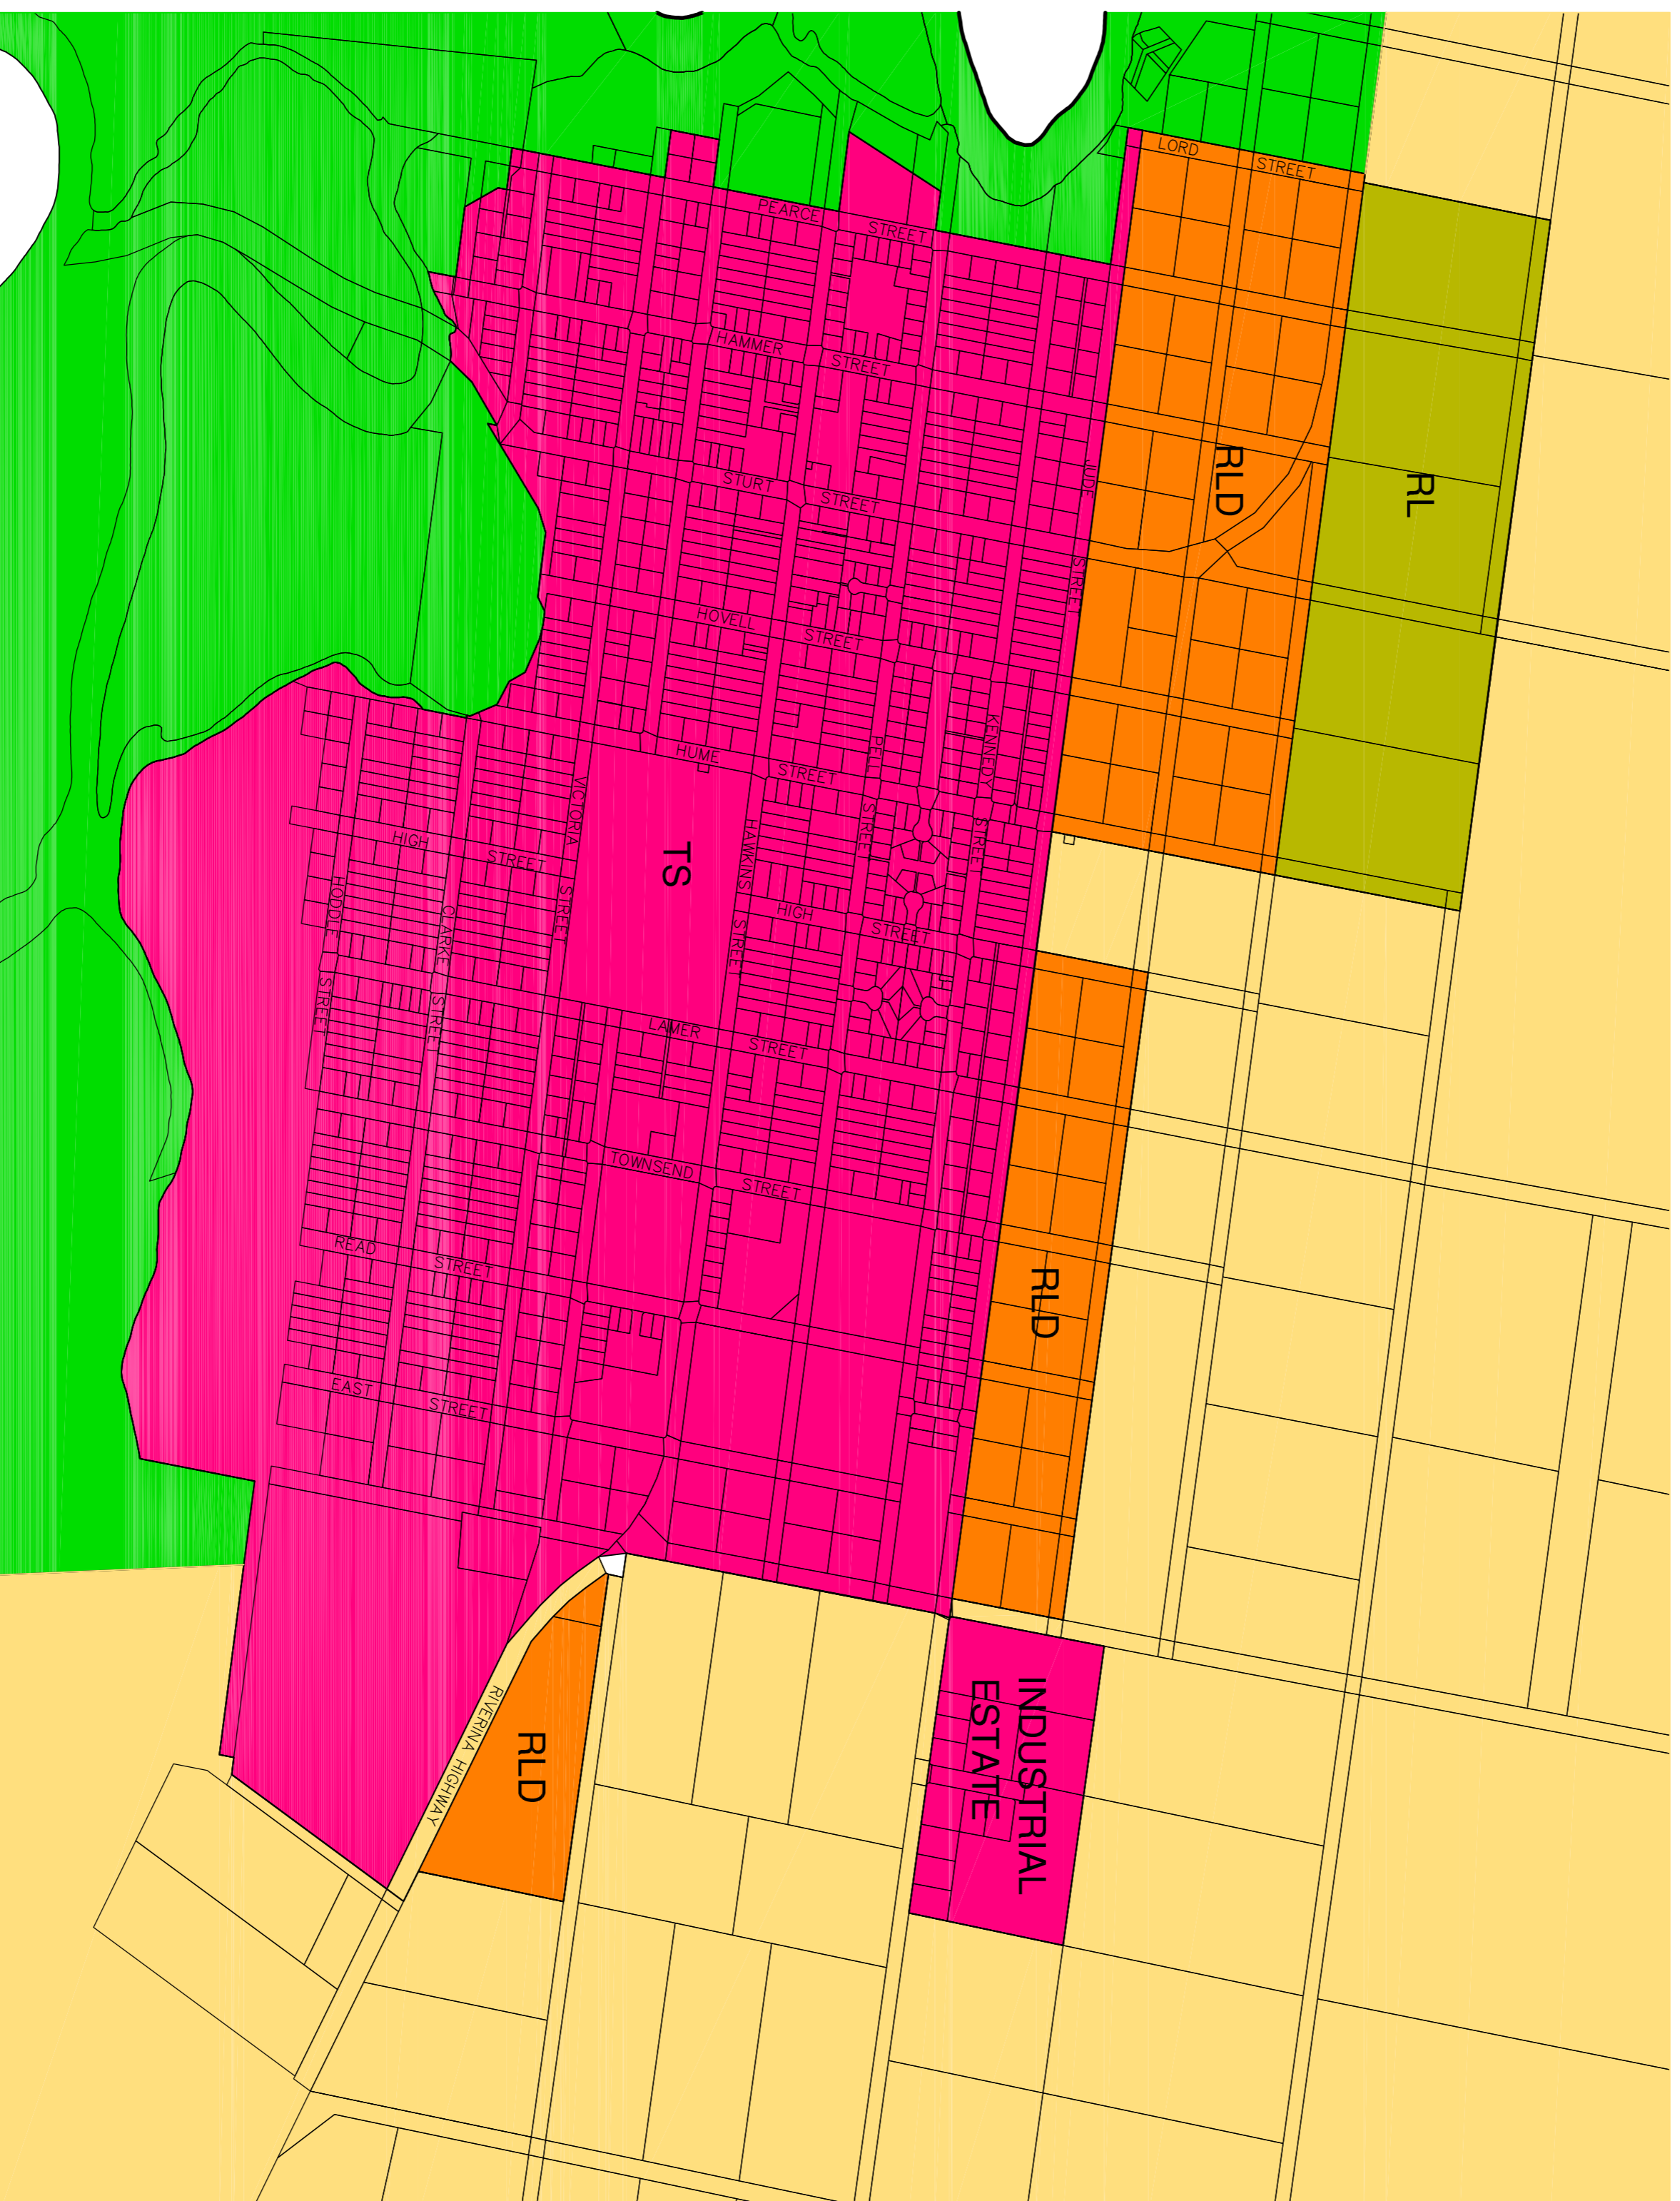 LORD
STREET
PEARCE
STREET
HAMMER
STREET
STURT
STREET
JUDE
STREET
RLD
RL
HOVELL
STREET
HUME
STREET
PELL
STREET
KENNEDY
STREET
VICTORIA
STREET
TS
HAWKINS
STREET
HIGH
STREET
HIGH
STREET
HODDLE
STREET
CLARKE
STREET
LAMER
STREET
TOWNSEND
STREET
READ
STREET
RLD
EAST
STREET
RIVERINA HIGHWAY
RLD
INDUSTRIAL
ESTATE